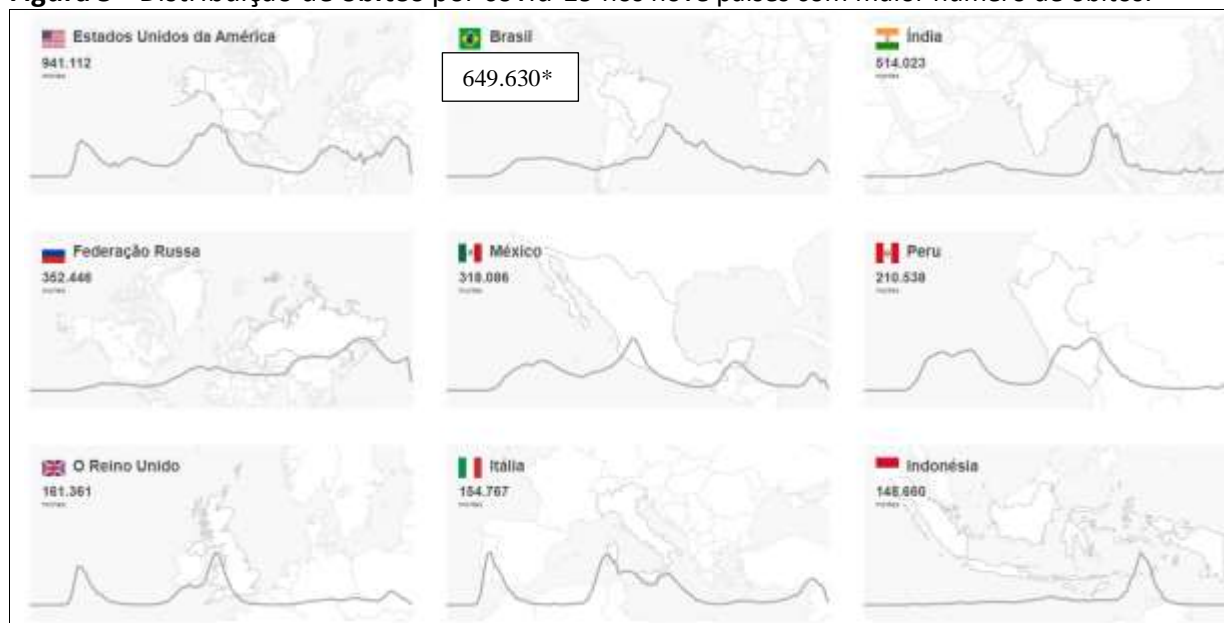 Figura 3 – Distribuição de óbitos por covid-19 nos nove países com maior número de óbitos.
Estados Unidos da América
941.112
Brasil
649.630*
Índia
514.023
Federação Russa
352.446
México
318.086
Peru
210.538
O Reino Unido
161.361
Itália
154.767
Indonésia
148.660